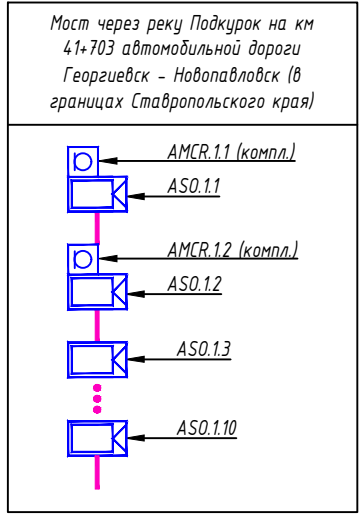 Мост через реку Подкурок на км
41+703 автомобильной дороги
Георгиевск - Новопавловск (в
границах Ставропольского края)
AMCR.1.1 (компл.)
ASO.1.1
AMCR.1.2 (компл.)
ASO.1.2
ASO.1.3
ASO.1.10